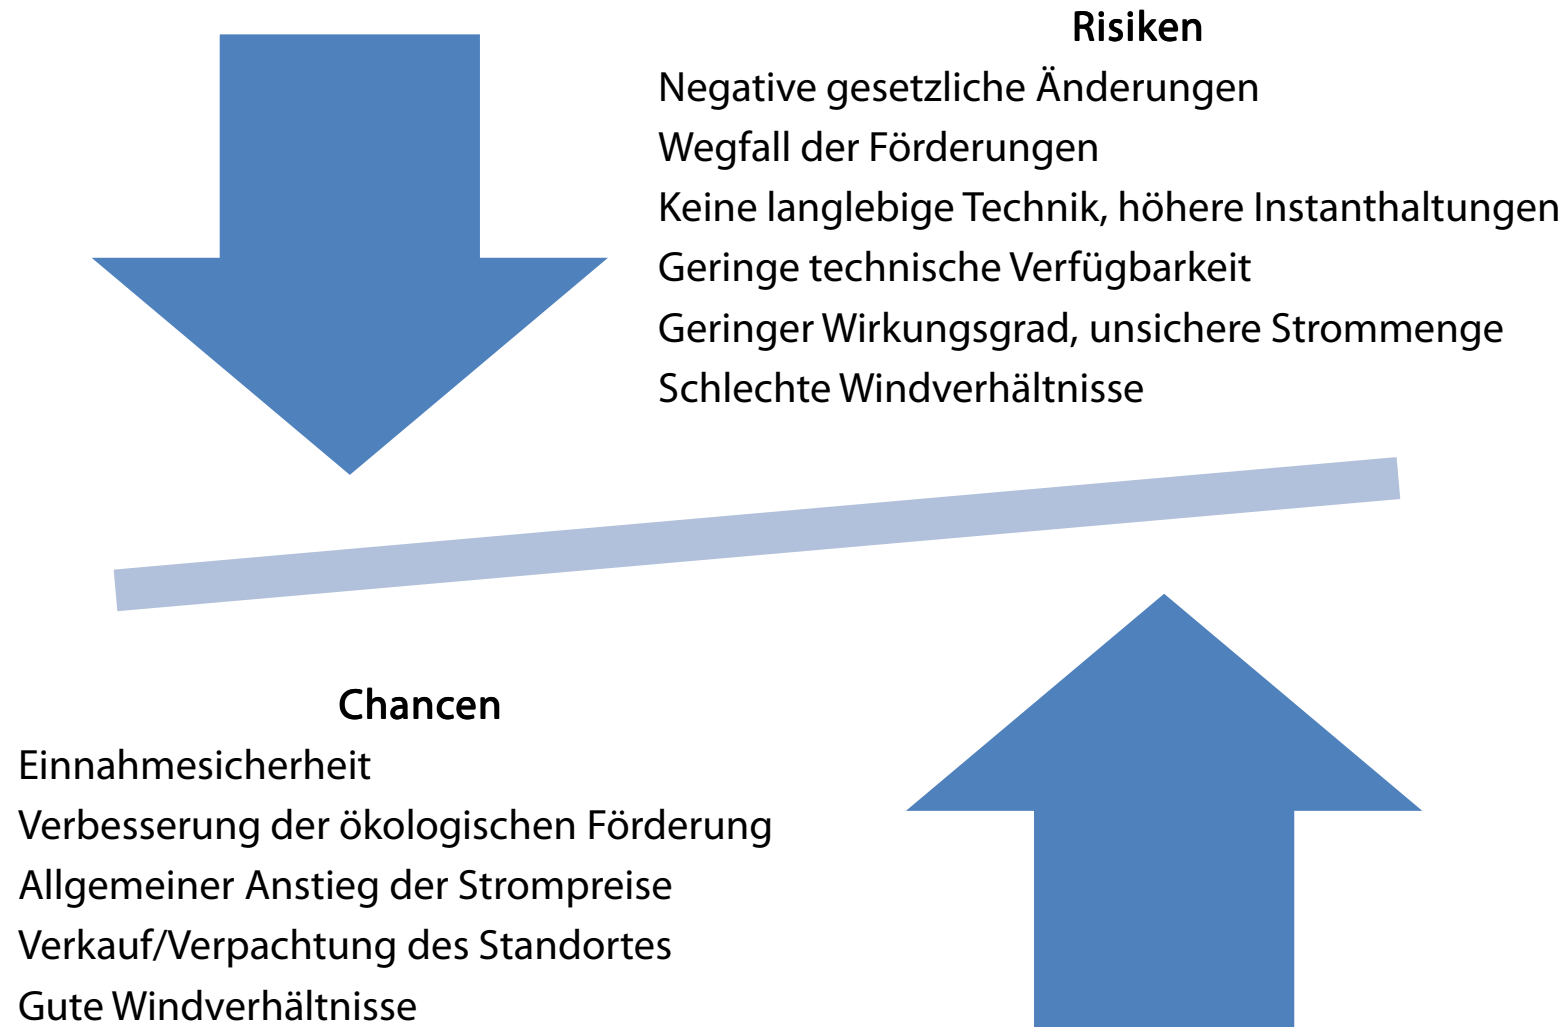 Risiken
Negative gesetzliche Änderungen
Wegfall der Förderungen
Keine langlebige Technik, höhere Instanthaltungen
Geringe technische Verfügbarkeit
Geringer Wirkungsgrad, unsichere Strommenge
Schlechte Windverhältnisse
Chancen
Einnahmesicherheit
Verbesserung der ökologischen Förderung
Allgemeiner Anstieg der Strompreise
Verkauf/Verpachtung des Standortes
Gute Windverhältnisse